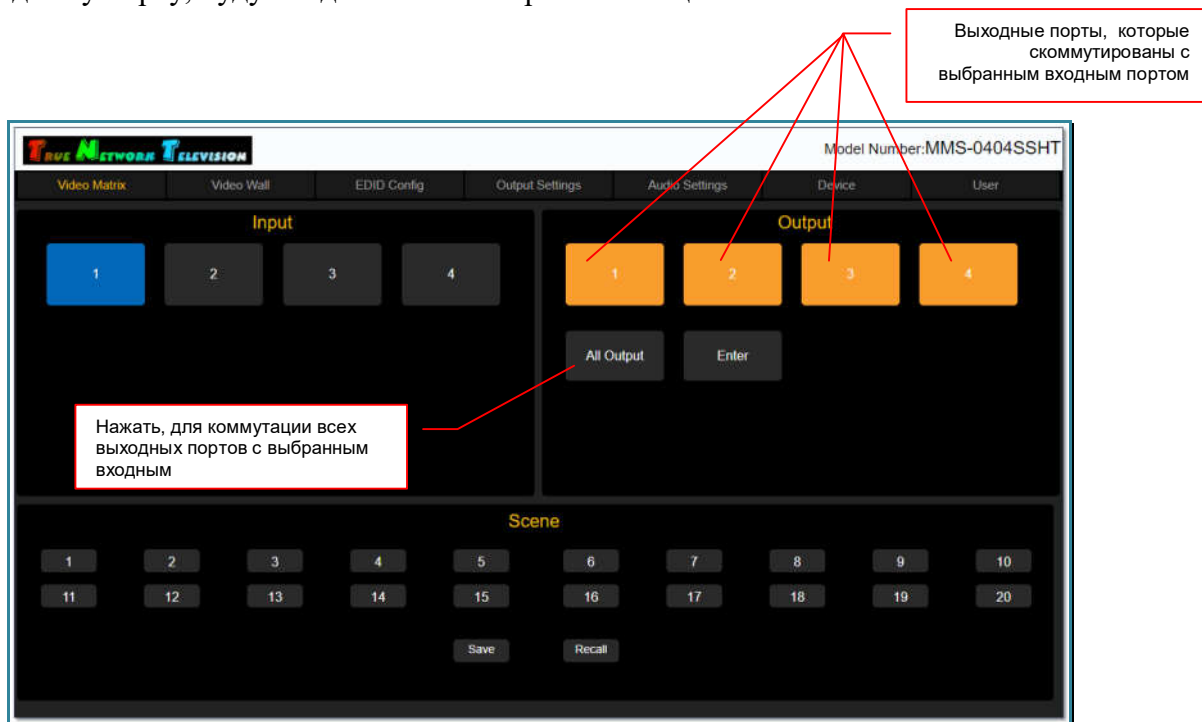 Выходные порты, которые
скоммутированы с
выбранным входным портом
TRUE NETWORK TELEVISION
Model Number:MMS-0404SSHT
Video Matrix Video Wall EDID Config Output Settings Audio Settings Device User
Input Output
1 2 3 4 1 2 3 4
All Output Enter
Нажать, для коммутации всех
выходных портов с выбранным
входным
Scene
1 2 3 4 5 6 7 8 9 10
11 12 13 14 15 16 17 18 19 20
Save Recall